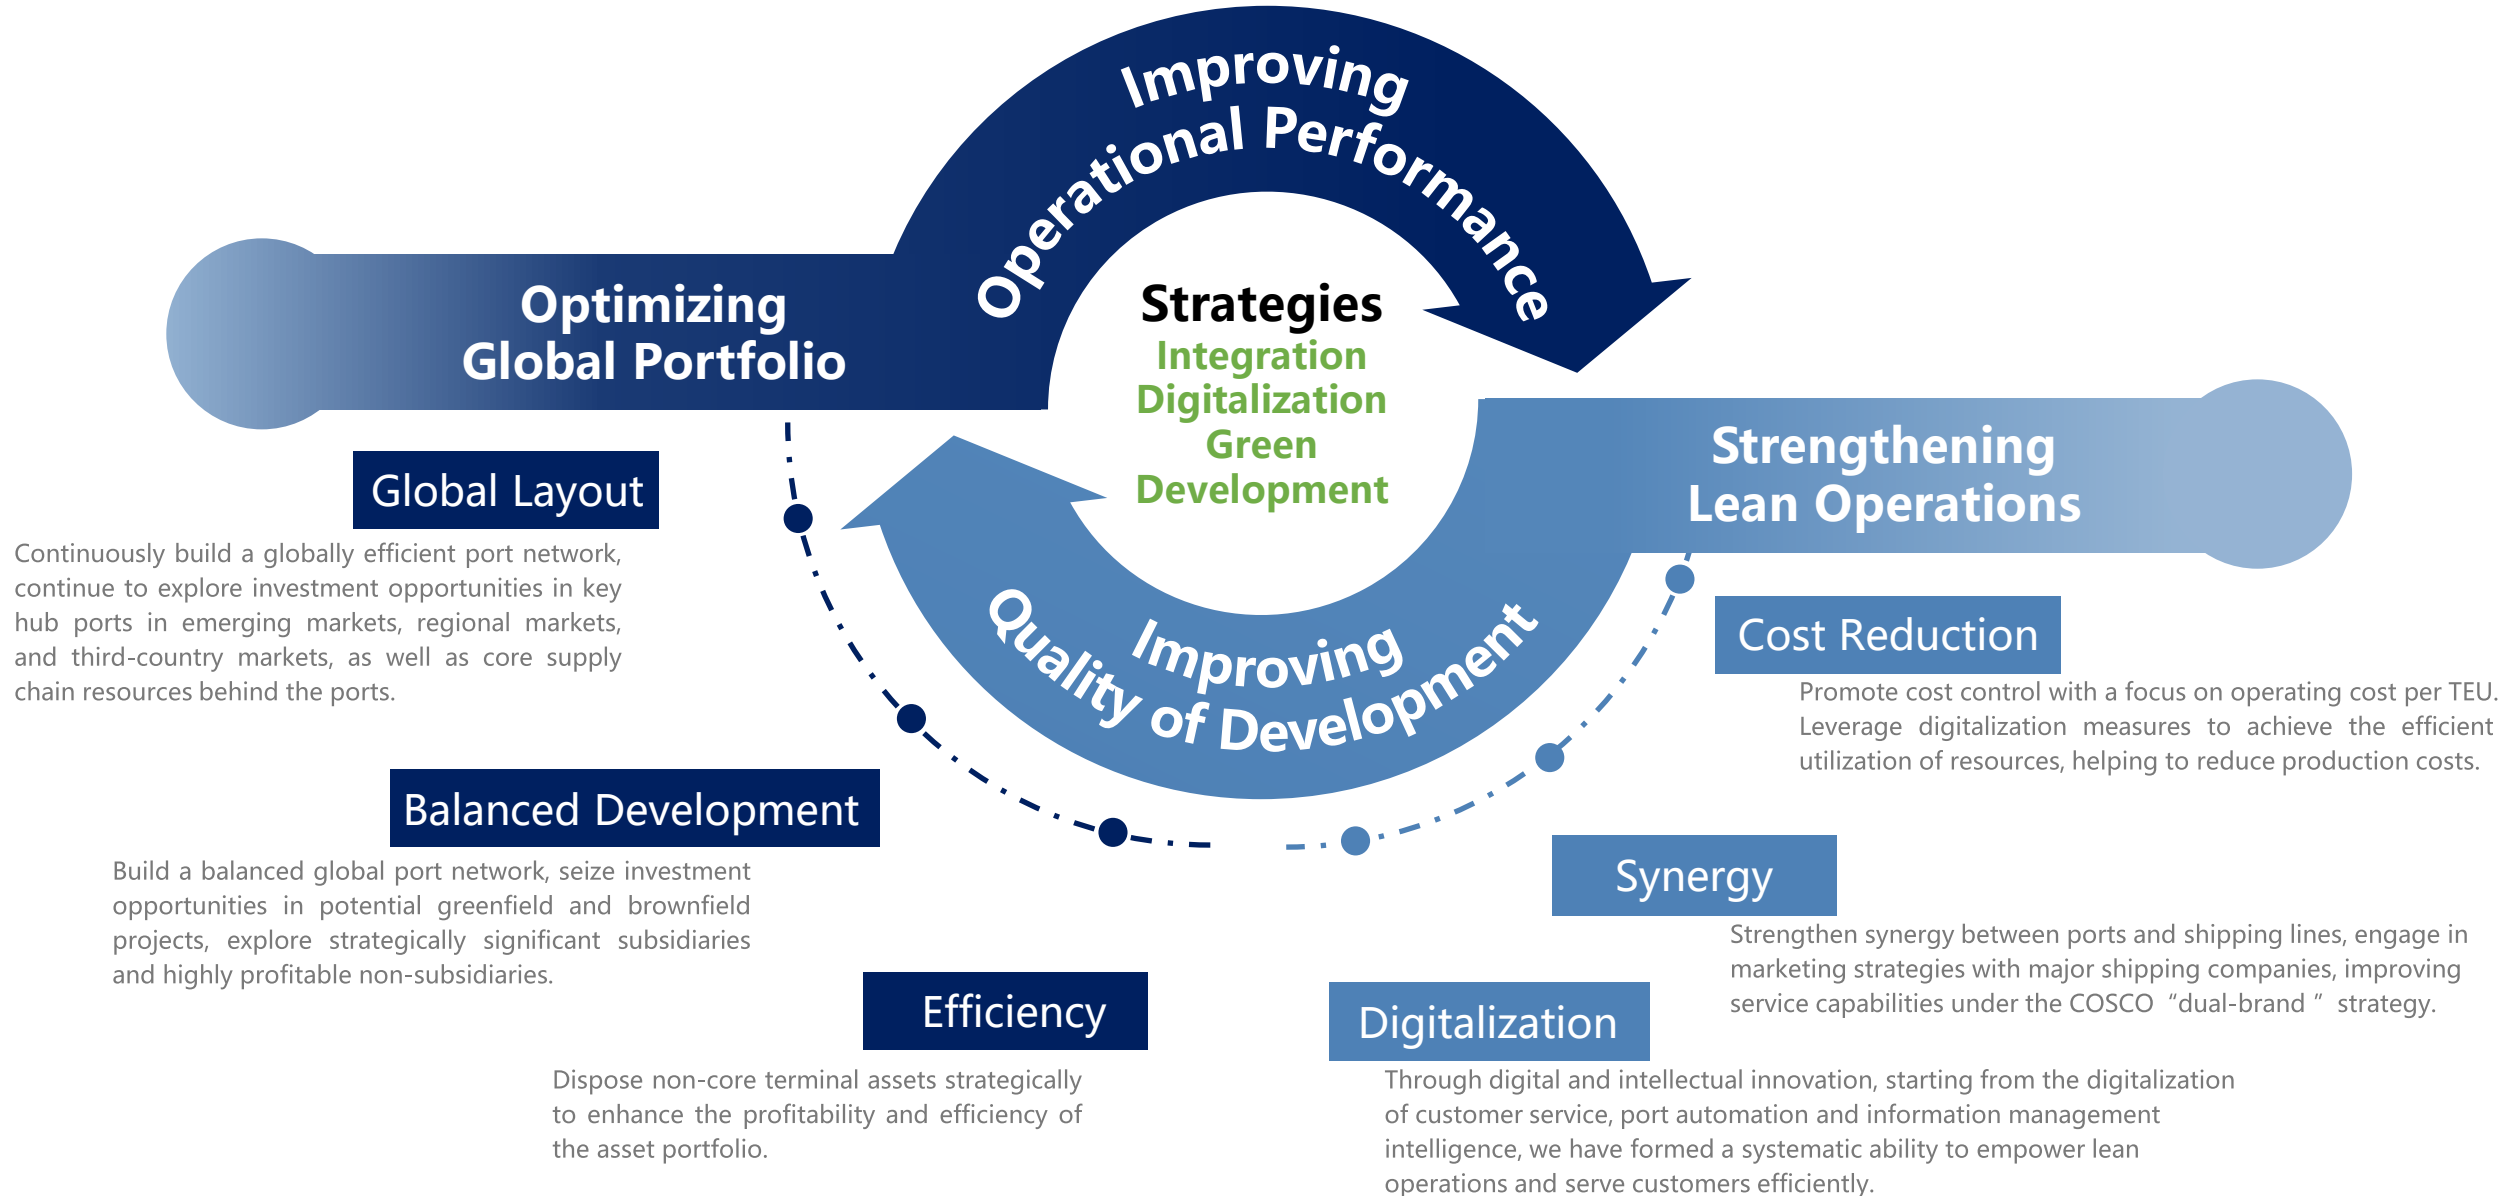 Improving
Operational Performance
Optimizing
Global Portfolio
Strategies
Integration
Digitalization
Green
Development
Strengthening
Lean Operations
Improving
Quality of Development
Global Layout
Continuously build a globally efficient port network,
continue to explore investment opportunities in key
hub ports in emerging markets, regional markets,
and third-country markets, as well as core supply
chain resources behind the ports.
Balanced Development
Build a balanced global port network, seize investment
opportunities in potential greenfield and brownfield
projects, explore strategically significant subsidiaries
and highly profitable non-subsidiaries.
Efficiency
Dispose non-core terminal assets strategically
to enhance the profitability and efficiency of
the asset portfolio.
Cost Reduction
Promote cost control with a focus on operating cost per TEU.
Leverage digitalization measures to achieve the efficient
utilization of resources, helping to reduce production costs.
Synergy
Strengthen synergy between ports and shipping lines, engage in
marketing strategies with major shipping companies, improving
service capabilities under the COSCO “dual-brand ” strategy.
Digitalization
Through digital and intellectual innovation, starting from the digitalization
of customer service, port automation and information management
intelligence, we have formed a systematic ability to empower lean
operations and serve customers efficiently.